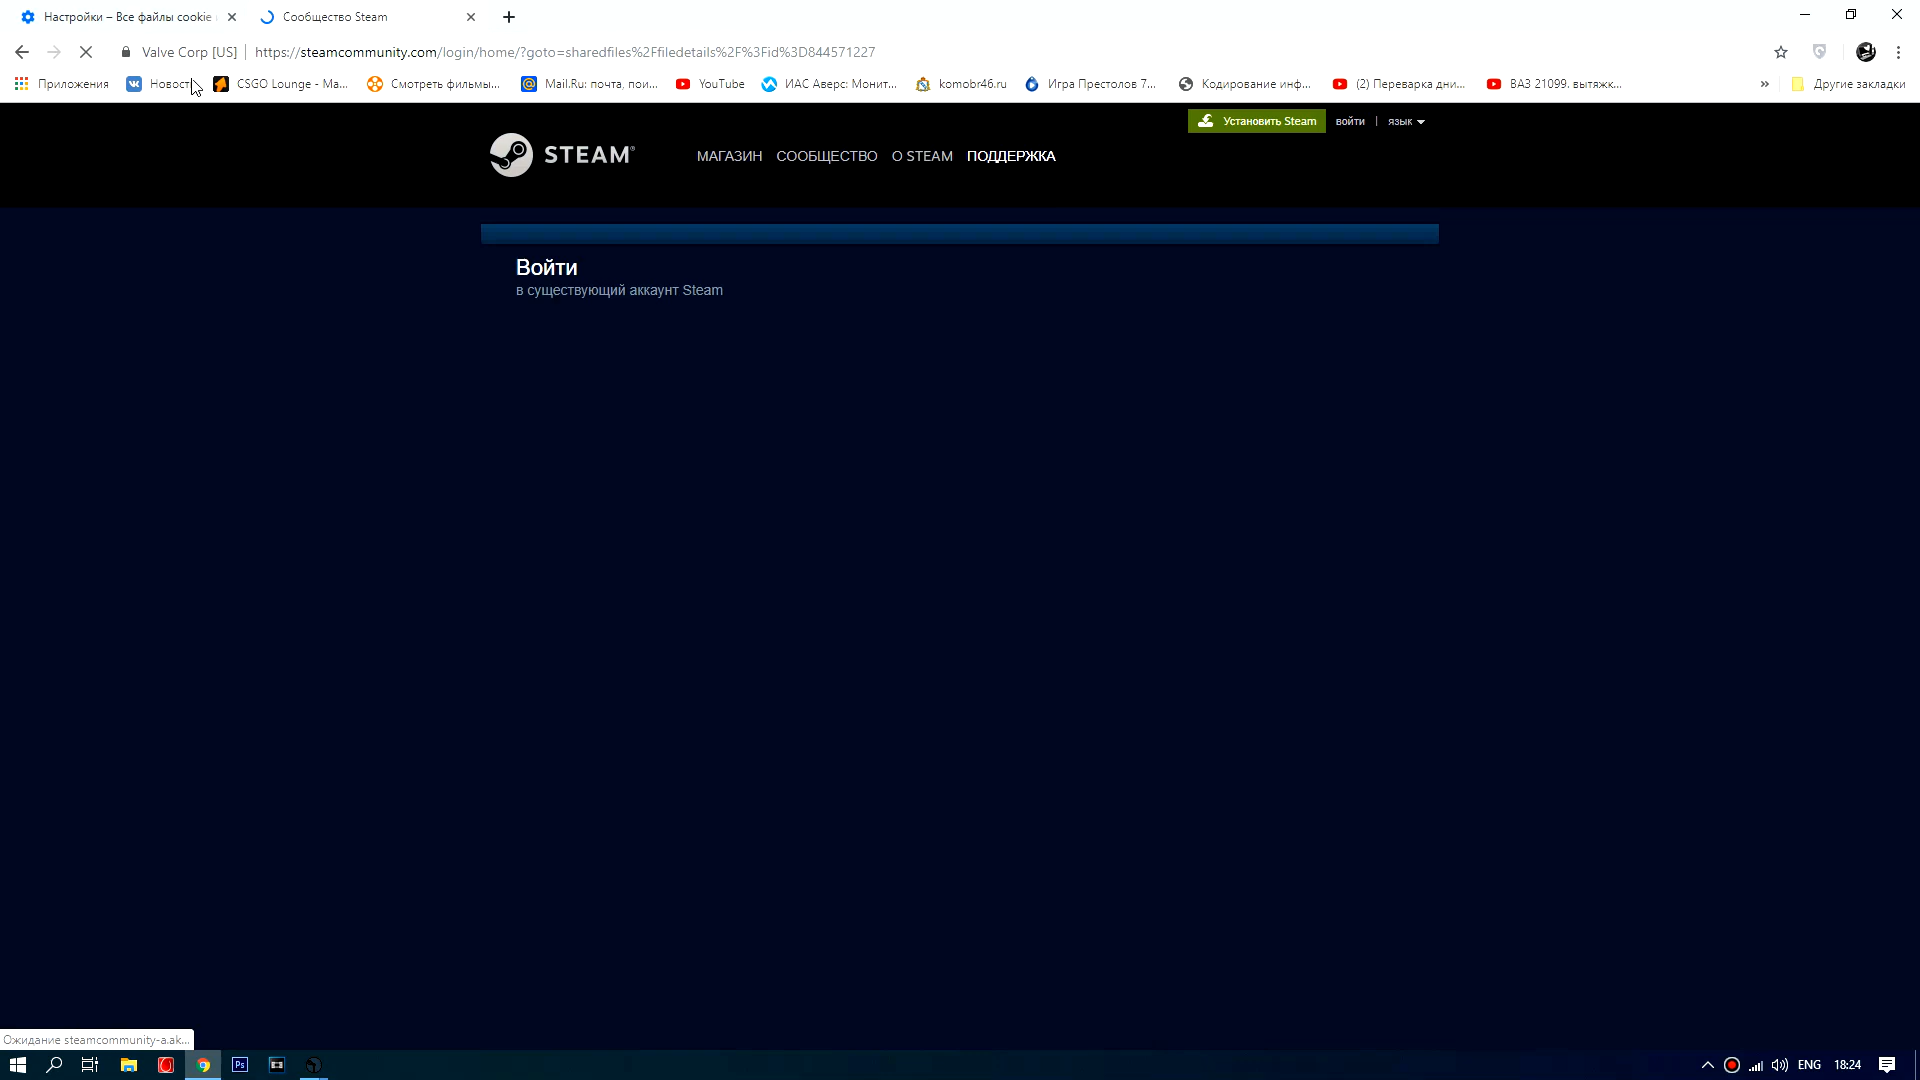 Настройки – Все файлы cookie
Сообщество Steam
Valve Corp [US]
https://steamcommunity.com/login/home/?goto=sharedfiles%2Ffiledetails%2F%3Fid%3D844571227
Приложения
Новост
CSGO Lounge - Ma...
Смотреть фильмы...
Mail.Ru: почта, пои...
YouTube
ИАС Аверс: Монит...
komobr46.ru
Игра Престолов 7...
Кодирование инф...
(2) Переварка дни...
ВАЗ 21099. вытяжк...
»
Другие закладки
Установить Steam
войти
|
язык
STEAM®
МАГАЗИН
СООБЩЕСТВО
О STEAM
ПОДДЕРЖКА
Войти
в существующий аккаунт Steam
Ожидание steamcommunity-a.ak...
Ps
ENG
18:24